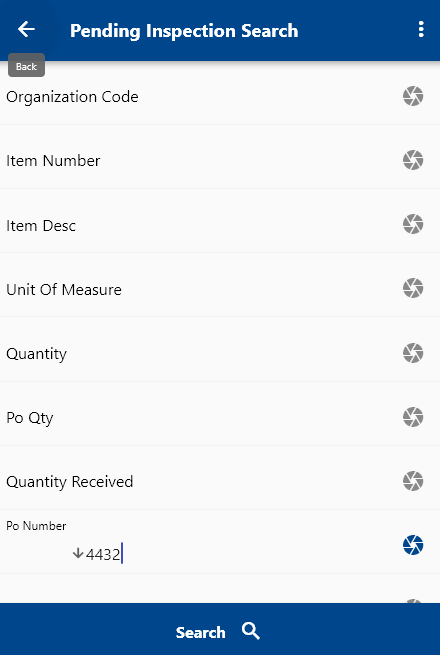 Pending Inspection Search
Back
Organization Code
Item Number
Item Desc
Unit Of Measure
Quantity
Po Qty
Quantity Received
Po Number
4432
Search